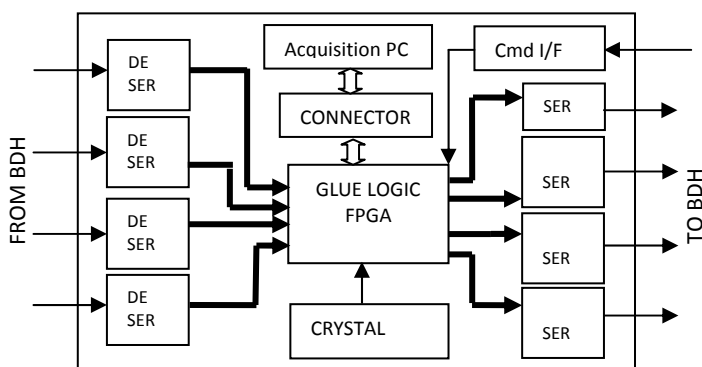 FROM BDH
DE
SER
DE
SER
DE
SER
DE
SER
Acquisition PC
CONNECTOR
GLUE LOGIC
FPGA
CRYSTAL
Cmd I/F
SER
SER
SER
SER
TO BDH